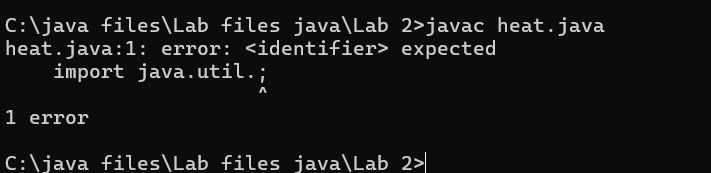 C:\java files\Lab files java\Lab 2>javac heat.java
heat.java:1: error: <identifier> expected
    import java.util.;
                     ^
1 error
C:\java files\Lab files java\Lab 2>